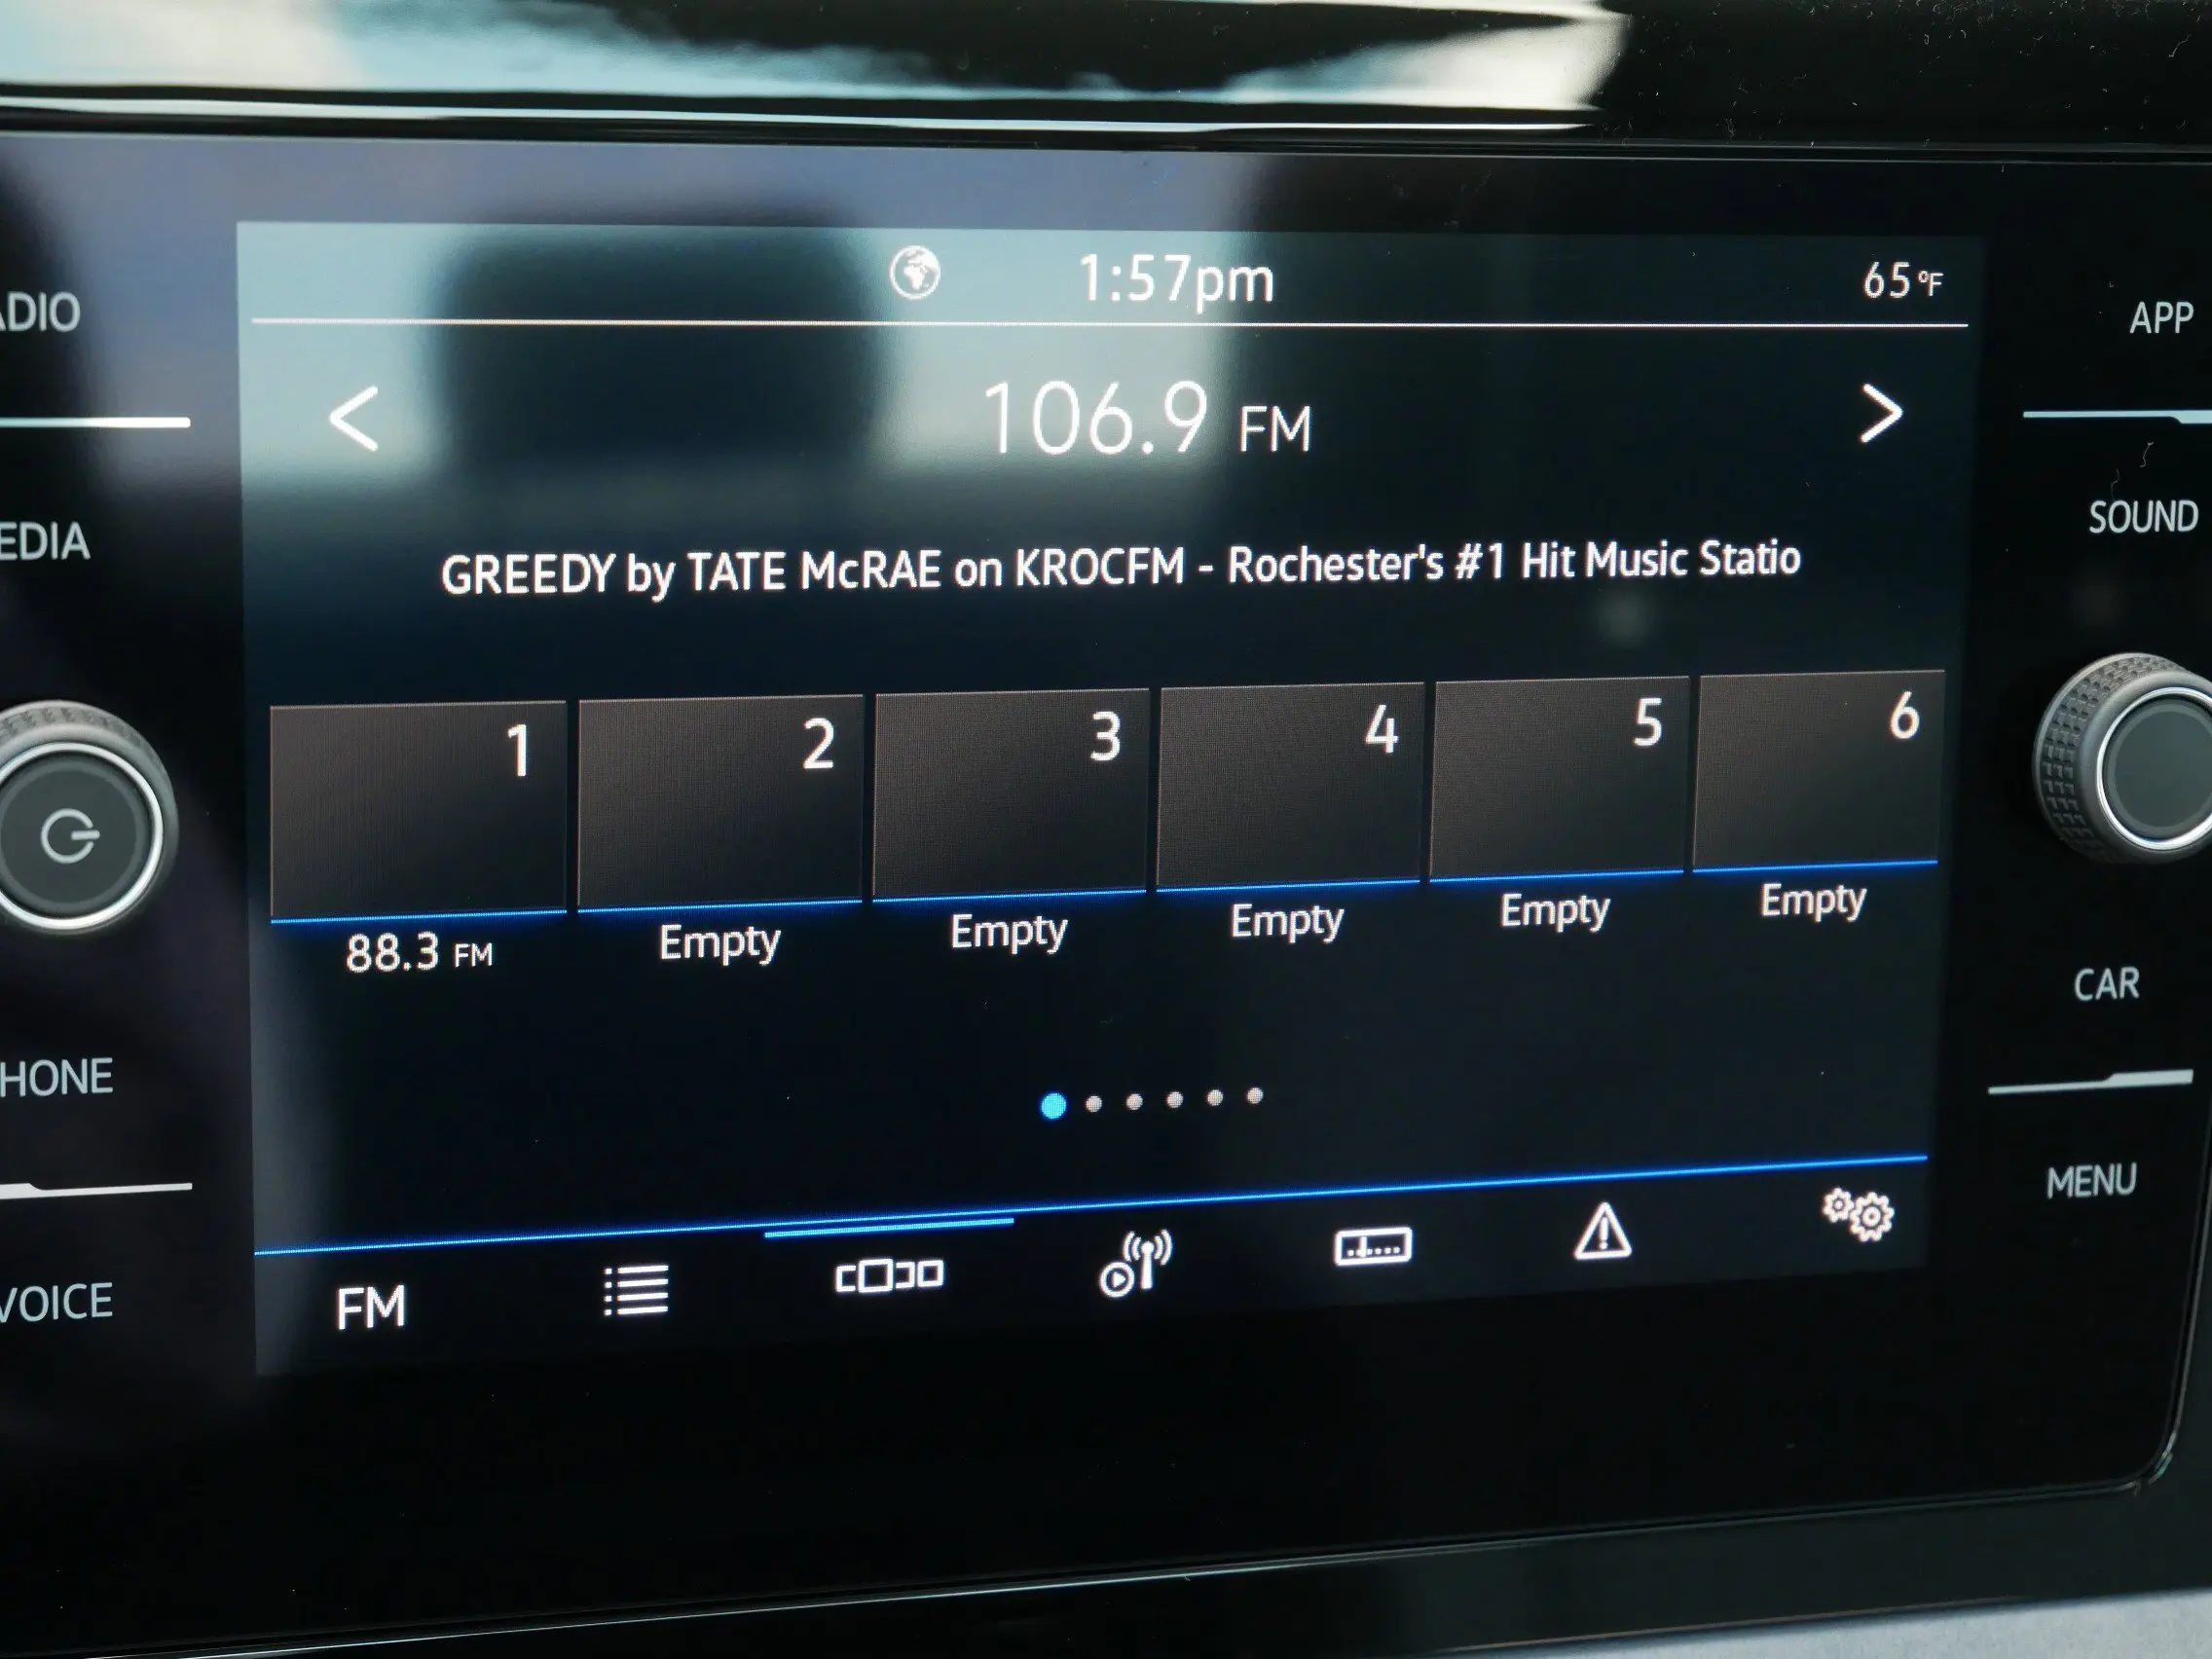 1:57pm
65°F
106.9 FM
GREEDY by TATE McRAE on KROCFM - Rochester's #1 Hit Music Statio
1
2
3
4
5
6
88.3 FM
Empty
Empty
Empty
Empty
Empty
FM
ADIO
EDIA
HONE
VOICE
APP
SOUND
CAR
MENU